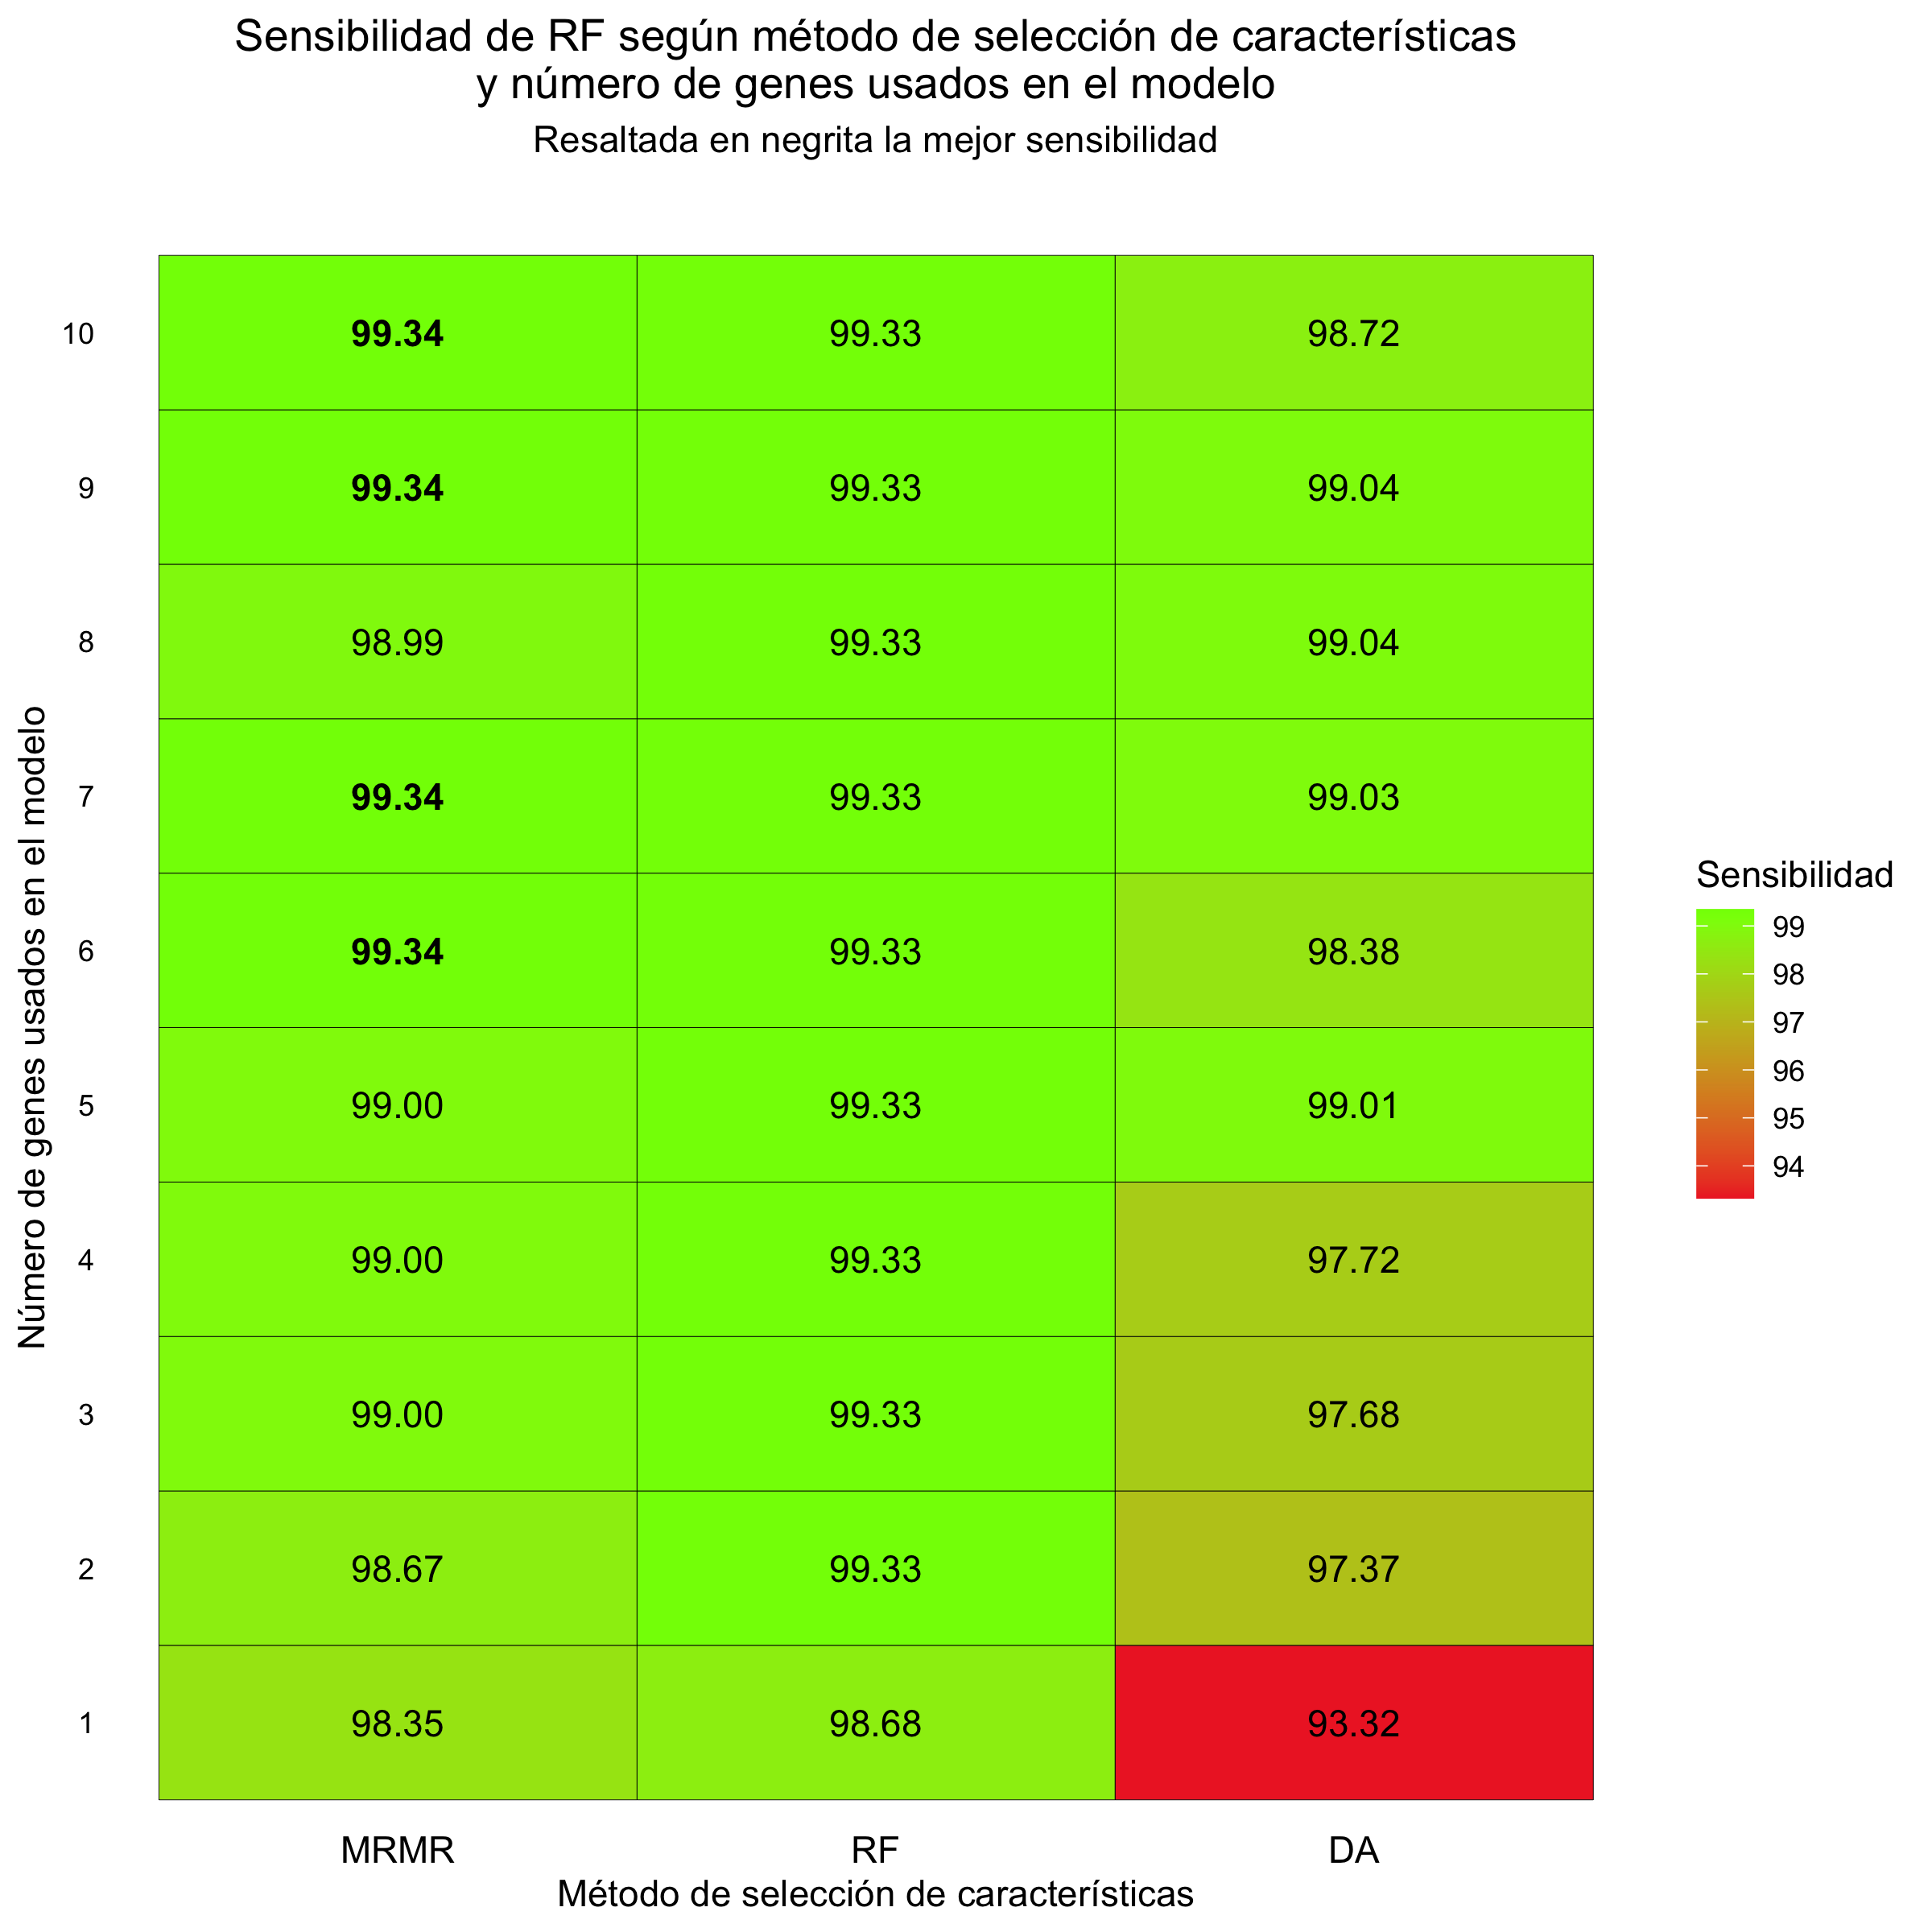 Sensibilidad de RF según método de selección de características
y número de genes usados en el modelo
Resaltada en negrita la mejor sensibilidad
Número de genes usados en el modelo
10 99.34 99.33 98.72
9 99.34 99.33 99.04
8 98.99 99.33 99.04
7 99.34 99.33 99.03
6 99.34 99.33 98.38
5 99.00 99.33 99.01
4 99.00 99.33 97.72
3 99.00 99.33 97.68
2 98.67 99.33 97.37
1 98.35 98.68 93.32
MRMR RF DA
Método de selección de características
Sensibilidad
99
98
97
96
95
94